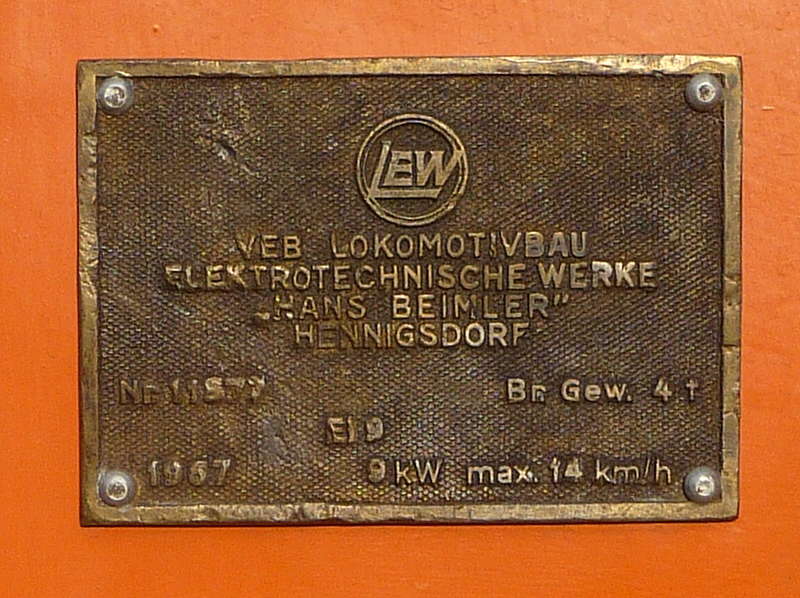 LEW
VEB LOKOMOTIVBAU
ELEKTROTECHNISCHE WERKE
„HANS BEIMLER”
HENNIGSDORF
Nr. Br. Gew. 4 t
El 9
1967 9 kW max. 14 km/h